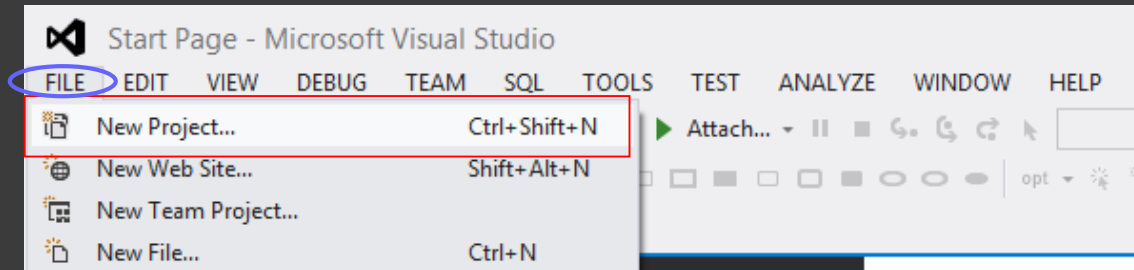 Start Page - Microsoft Visual Studio
FILE EDIT VIEW DEBUG TEAM SQL TOOLS TEST ANALYZE WINDOW HELP
New Project... Ctrl+Shift+N Attach...
New Web Site... Shift+Alt+N opt
New Team Project...
New File... Ctrl+N